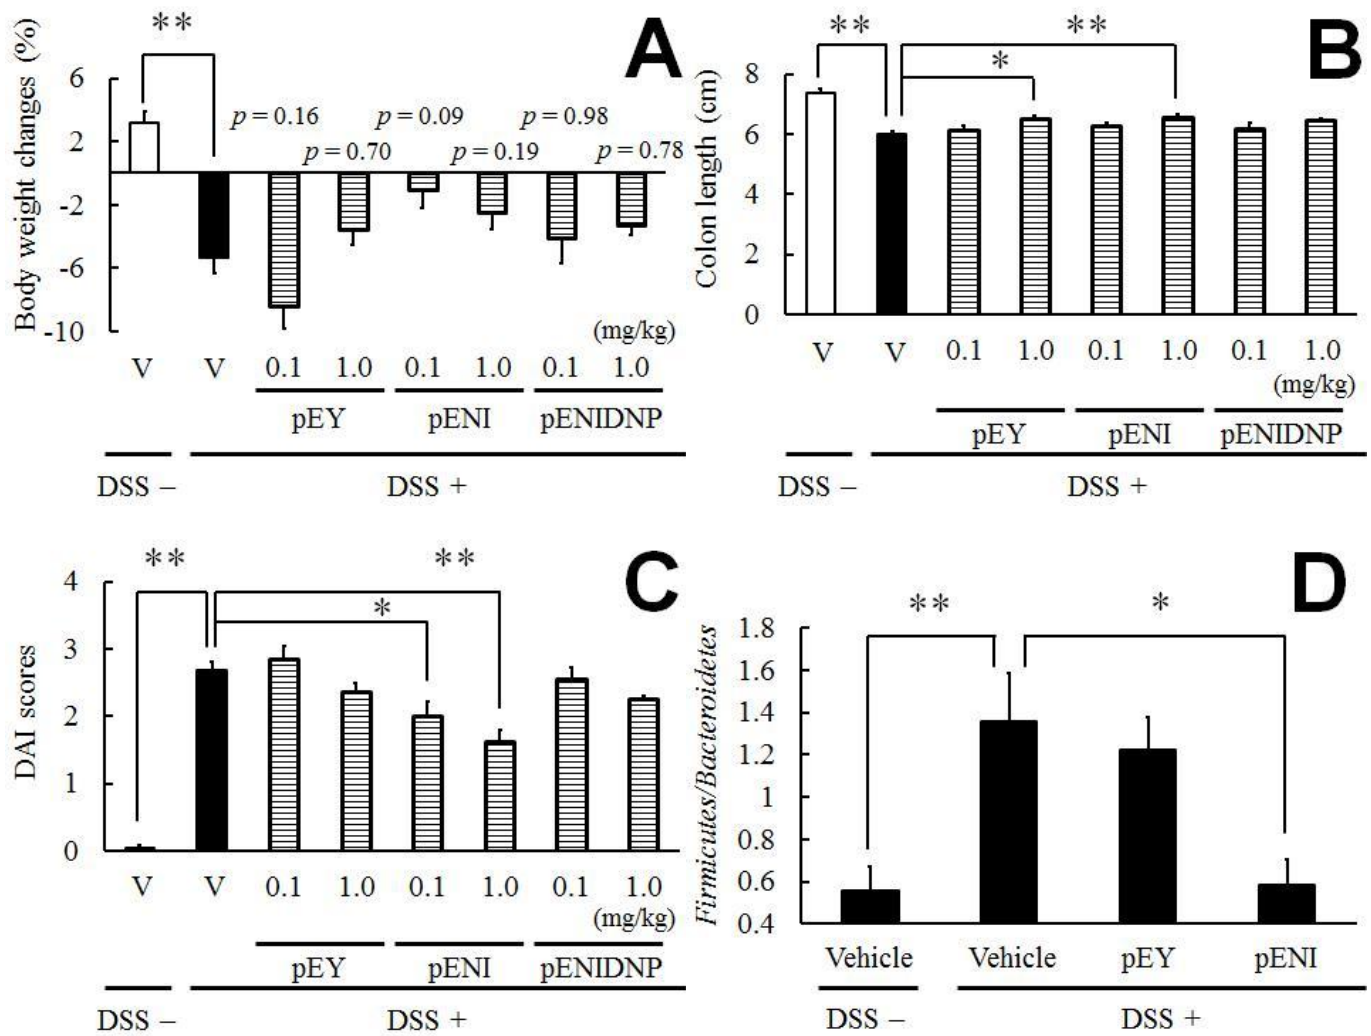 A
Body weight changes (%)
**
6
2
-2
-6
-10
p = 0.16
p = 0.09
p = 0.98
p = 0.70
p = 0.19
p = 0.78
(mg/kg)
V V 0.1 1.0 0.1 1.0 0.1 1.0
pEY pENI pENIDNP
DSS – DSS +
B
Colon length (cm)
** **
*
8
6
4
2
0
V V 0.1 1.0 0.1 1.0 0.1 1.0
(mg/kg)
pEY pENI pENIDNP
DSS – DSS +
C
DAI scores
** **
*
4
3
2
1
0
V V 0.1 1.0 0.1 1.0 0.1 1.0
(mg/kg)
pEY pENI pENIDNP
DSS – DSS +
D
Firmicutes/Bacteroidetes
** *
1.8
1.6
1.4
1.2
1
0.8
0.6
0.4
Vehicle Vehicle pEY pENI
DSS – DSS +